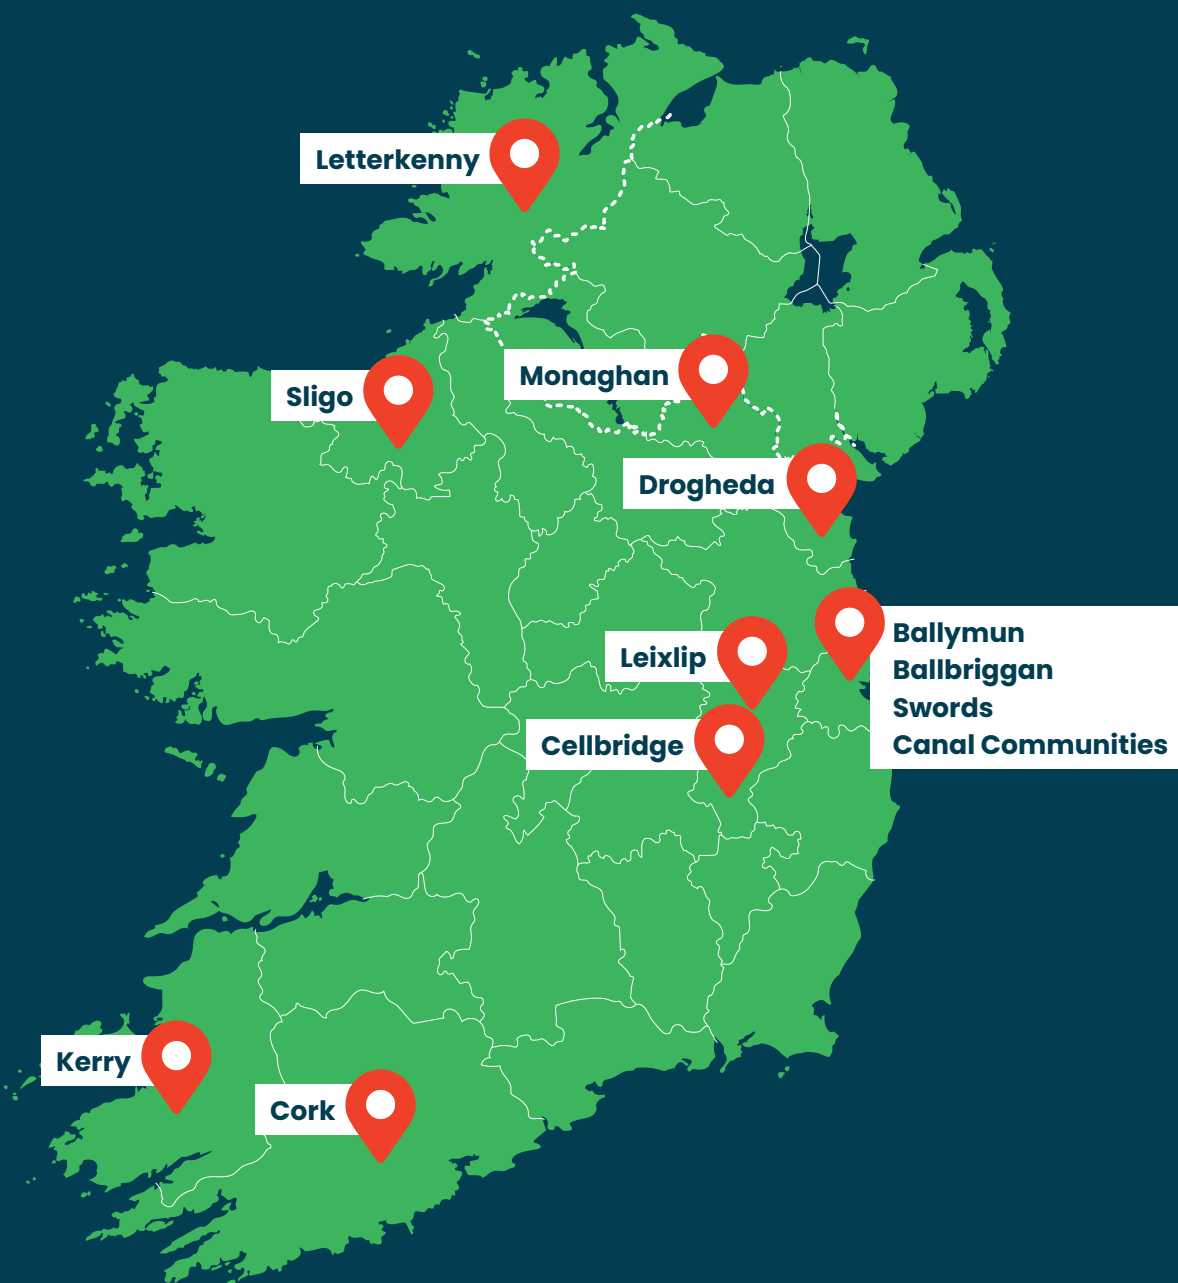 Letterkenny
Monaghan
Sligo
Drogheda
Ballymun
Ballbriggan
Swords
Canal Communities
Leixlip
Cellbridge
Kerry
Cork